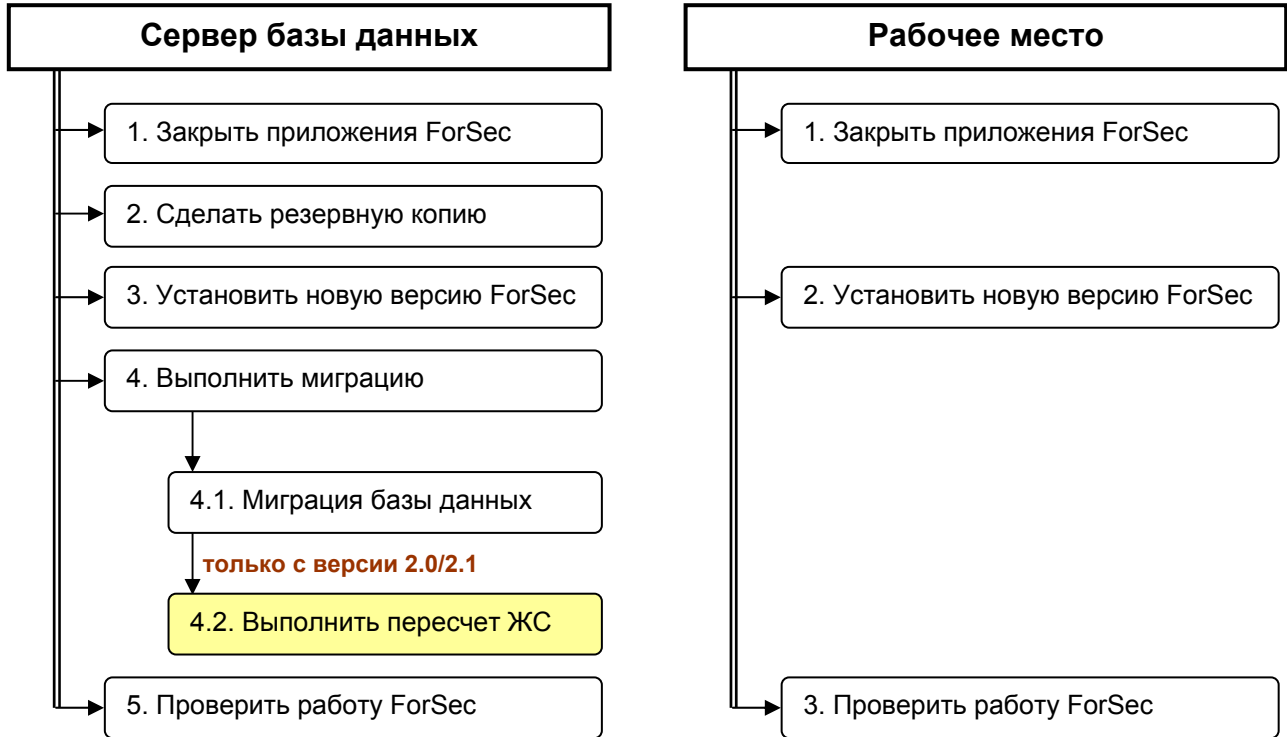 Сервер базы данных
1. Закрыть приложения ForSec
2. Сделать резервную копию
3. Установить новую версию ForSec
4. Выполнить миграцию
4.1. Миграция базы данных
только с версии 2.0/2.1
4.2. Выполнить пересчет ЖС
5. Проверить работу ForSec
Рабочее место
1. Закрыть приложения ForSec
2. Установить новую версию ForSec
3. Проверить работу ForSec